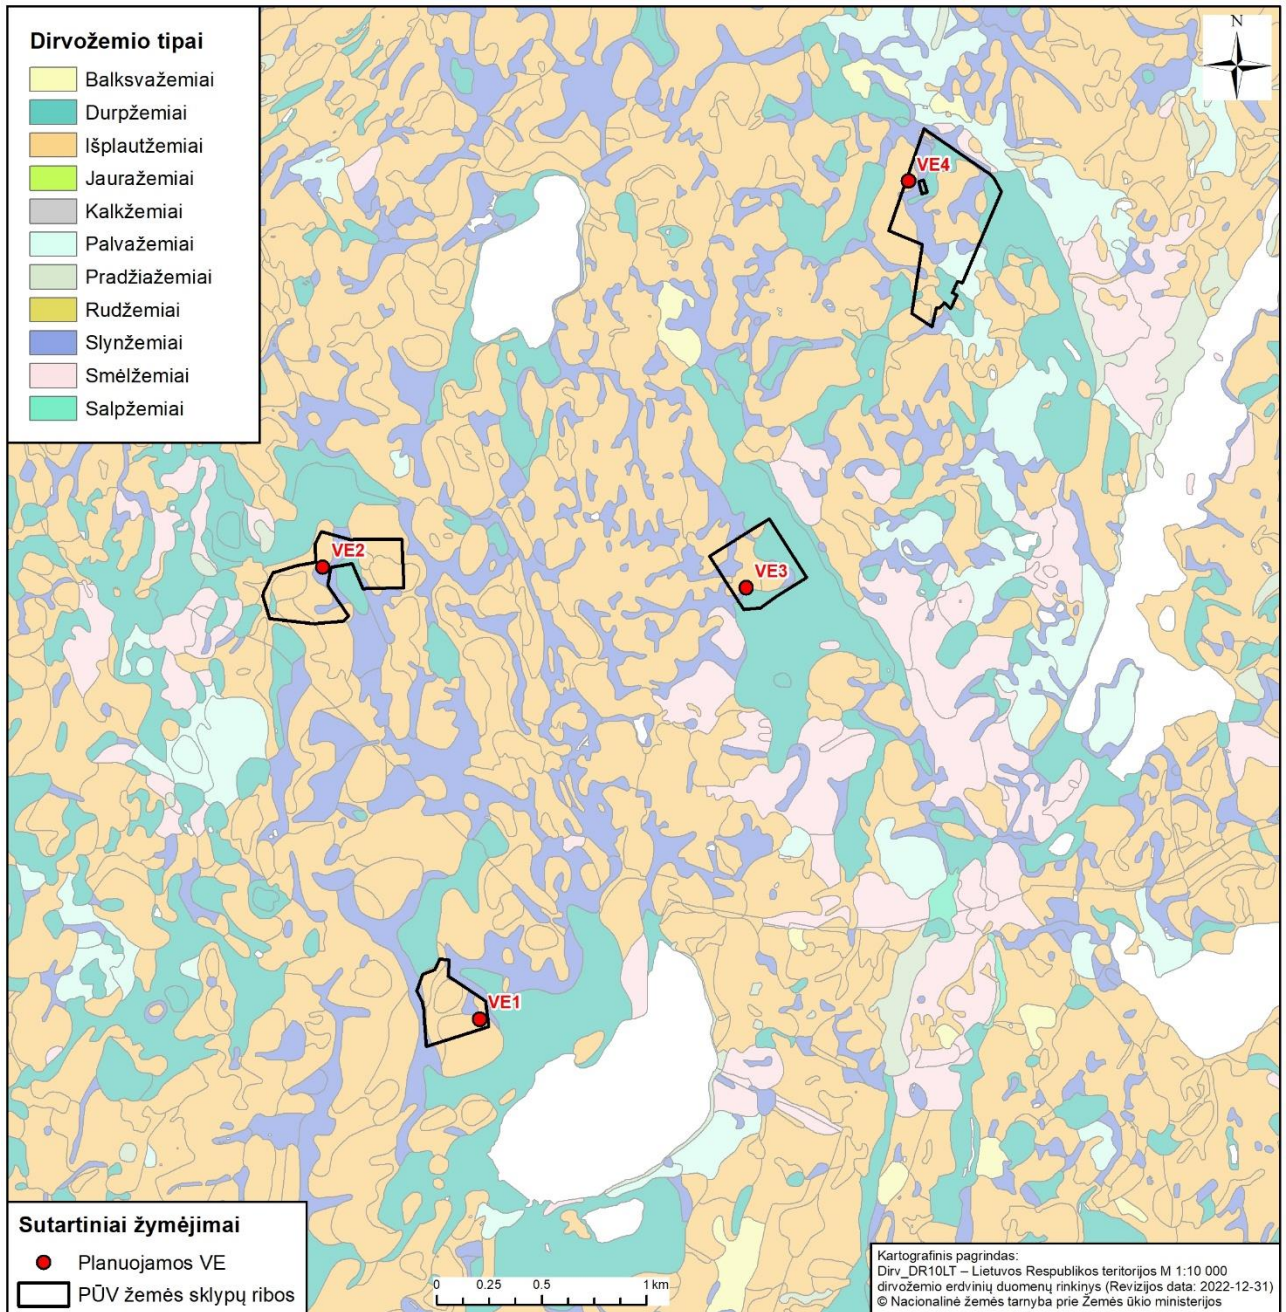 Dirvožemio tipai
Balksvažemiai
Durpžemiai
Išplautžemiai
Jauražemiai
Kalkžemiai
Palvažemiai
Pradžiažemiai
Rudžemiai
Slynžemiai
Smėlžemiai
Salpžemiai
N
VE4
VE2
VE3
VE1
Sutartiniai žymėjimai
Planuojamos VE
PŪV žemės sklypų ribos
0 0.25 0.5 1 km
Kartografinis pagrindas:
Dirv_DR10LT – Lietuvos Respublikos teritorijos M 1:10 000
dirvožemio erdvinių duomenų rinkinys (Revizijos data: 2022-12-31)
© Nacionalinė žemės tarnyba prie Žemės ūkio ministerijos